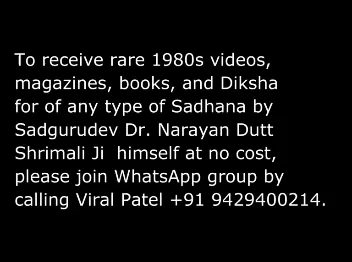 To receive rare 1980s videos,
magazines, books, and Diksha
for of any type of Sadhana by
Sadgurudev Dr. Narayan Dutt
Shrimali Ji  himself at no cost,
please join WhatsApp group by
calling Viral Patel +91 9429400214.